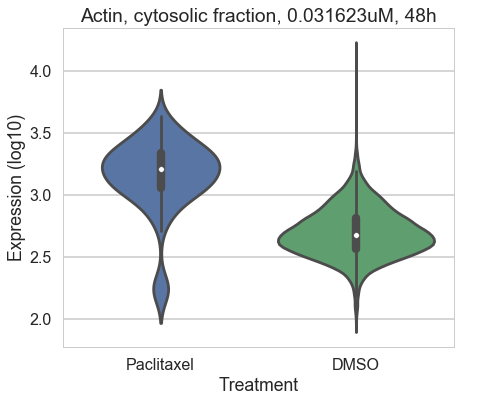 Actin, cytosolic fraction, 0.031623uM, 48h
Expression (log10)
4.0
3.5
3.0
2.5
2.0
Paclitaxel
DMSO
Treatment